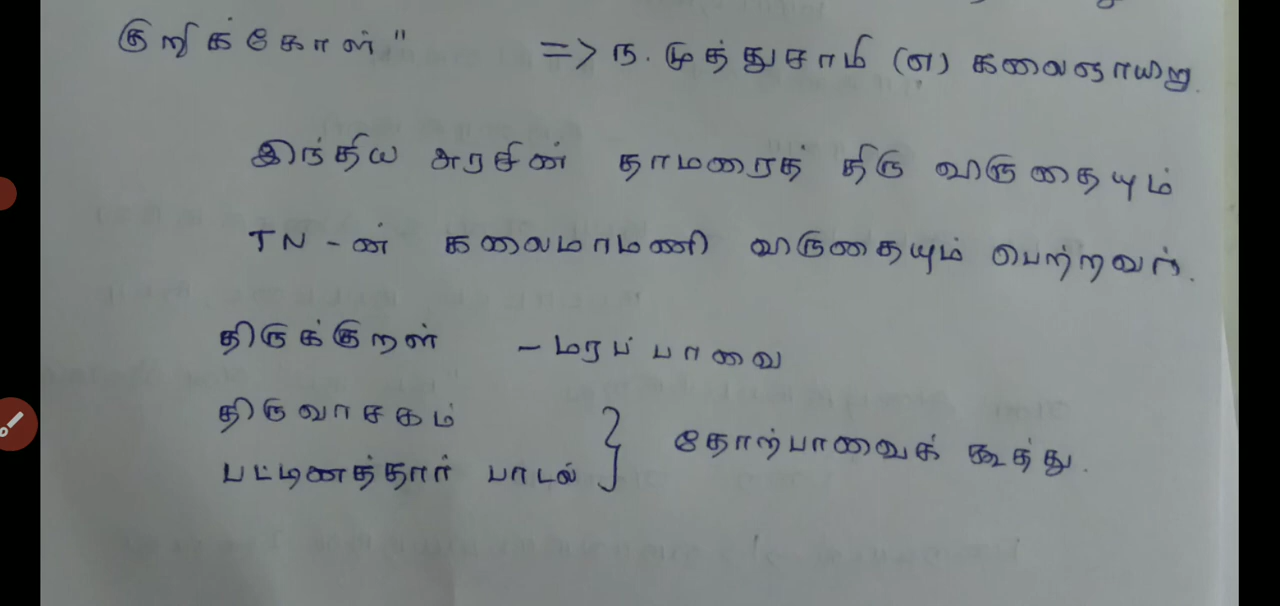 குறிக்கோள்" => ந. முத்துசாமி (எ) கலைஞாயிறு.
இந்திய அரசின் தாமரைத் திரு விருதையும்
TN - ன் கலைமாமணி விருதையும் பெற்றவர்.
திருக்குறள் - மரப் பாவை
திருவாசகம்
பட்டினத்தார் பாடல் } தோற்பாவைக் கூத்து.